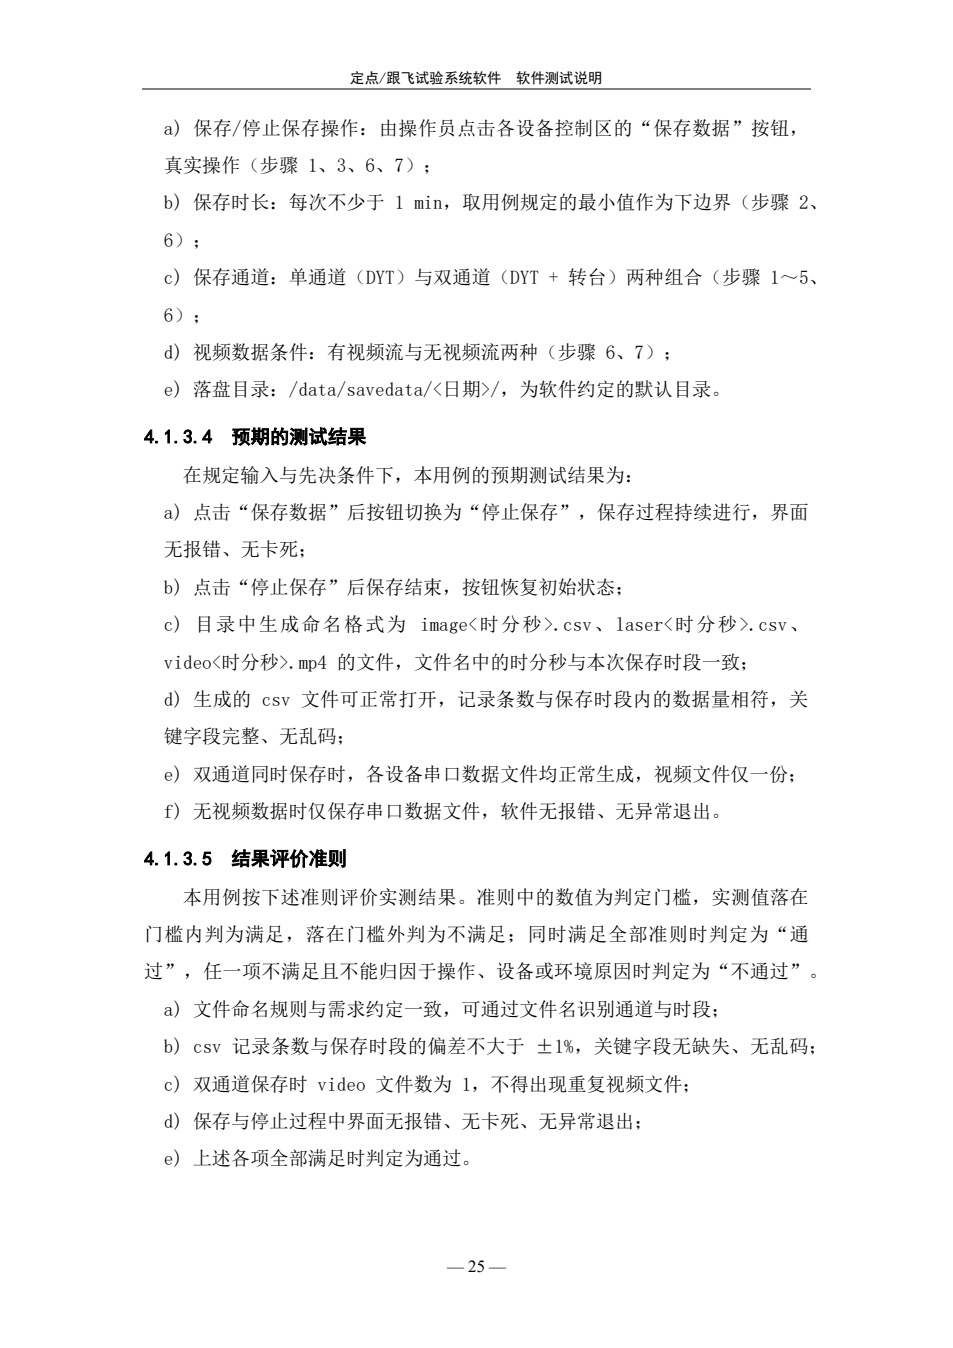 定点/跟飞试验系统软件　软件测试说明
a）保存/停止保存操作：由操作员点击各设备控制区的“保存数据”按钮，
真实操作（步骤 1、3、6、7）；
b）保存时长：每次不少于 1 min，取用例规定的最小值作为下边界（步骤 2、
6）；
c）保存通道：单通道（DYT）与双通道（DYT + 转台）两种组合（步骤 1～5、
6）；
d）视频数据条件：有视频流与无视频流两种（步骤 6、7）；
e）落盘目录：/data/savedata/<日期>/，为软件约定的默认目录。
4.1.3.4　预期的测试结果
在规定输入与先决条件下，本用例的预期测试结果为：
a）点击“保存数据”后按钮切换为“停止保存”，保存过程持续进行，界面
无报错、无卡死；
b）点击“停止保存”后保存结束，按钮恢复初始状态；
c）目录中生成命名格式为 image<时分秒>.csv、laser<时分秒>.csv、
video<时分秒>.mp4 的文件，文件名中的时分秒与本次保存时段一致；
d）生成的 csv 文件可正常打开，记录条数与保存时段内的数据量相符，关
键字段完整、无乱码；
e）双通道同时保存时，各设备串口数据文件均正常生成，视频文件仅一份；
f）无视频数据时仅保存串口数据文件，软件无报错、无异常退出。
4.1.3.5　结果评价准则
本用例按下述准则评价实测结果。准则中的数值为判定门槛，实测值落在
门槛内判为满足，落在门槛外判为不满足；同时满足全部准则时判定为“通
过”，任一项不满足且不能归因于操作、设备或环境原因时判定为“不通过”。
a）文件命名规则与需求约定一致，可通过文件名识别通道与时段；
b）csv 记录条数与保存时段的偏差不大于 ±1%，关键字段无缺失、无乱码；
c）双通道保存时 video 文件数为 1，不得出现重复视频文件；
d）保存与停止过程中界面无报错、无卡死、无异常退出；
e）上述各项全部满足时判定为通过。
— 25 —